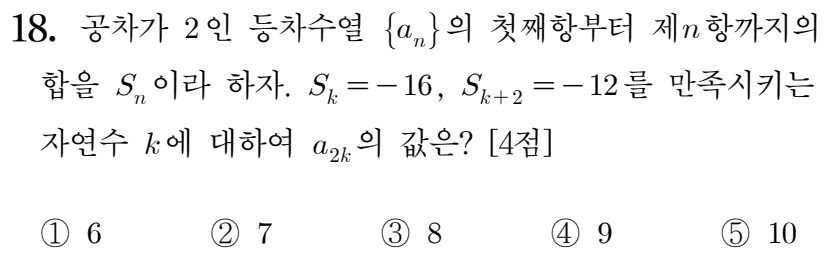 18. 공차가 2인 등차수열 {aₙ}의 첫째항부터 제n항까지의
합을 Sₙ이라 하자. Sₖ=−16, Sₖ₊₂=−12를 만족시키는
자연수 k에 대하여 a₂ₖ의 값은? [4점]
① 6 ② 7 ③ 8 ④ 9 ⑤ 10